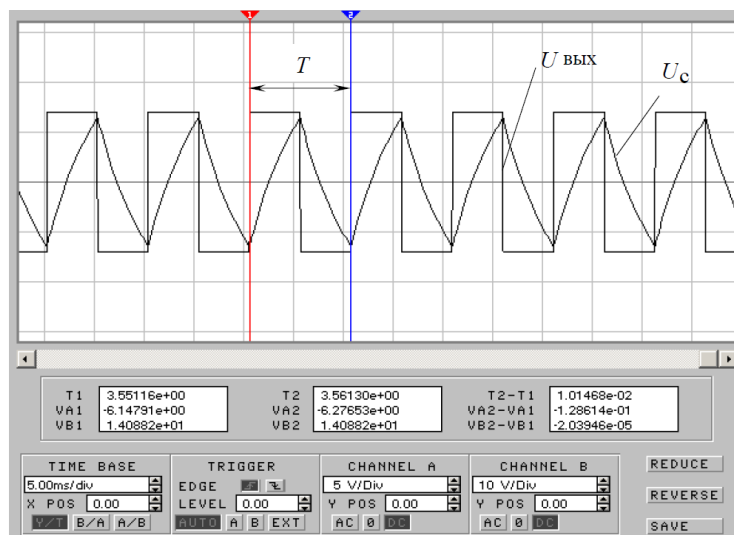 1 2
T
U вых
Uс
T1 3.55116e+00 T2 3.56130e+00 T2-T1 1.01468e-02
VA1 -6.14791e+00 VA2 -6.27653e+00 VA2-VA1 -1.28614e-01
VB1 1.40882e+01 VB2 1.40882e+01 VB2-VB1 -2.03946e-05
TIME BASE TRIGGER CHANNEL A CHANNEL B REDUCE
5.00ms/div EDGE 5 V/Div 10 V/Div
X POS 0.00 LEVEL 0.00 Y POS 0.00 Y POS 0.00 REVERSE
Y/T B/A A/B AUTO A B EXT AC 0 DC AC 0 DC SAVE